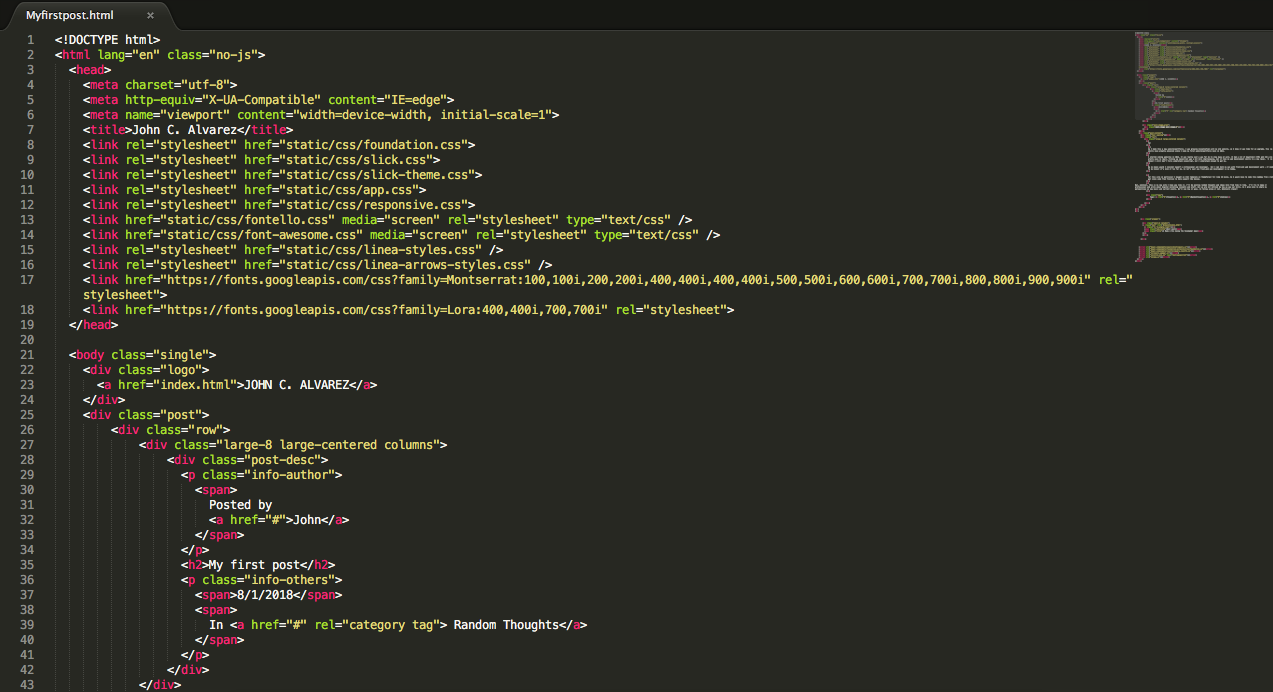 Myfirstpost.html ×
1 <!DOCTYPE html>
2 <html lang="en" class="no-js">
3 <head>
4 <meta charset="utf-8">
5 <meta http-equiv="X-UA-Compatible" content="IE=edge">
6 <meta name="viewport" content="width=device-width, initial-scale=1">
7 <title>John C. Alvarez</title>
8 <link rel="stylesheet" href="static/css/foundation.css">
9 <link rel="stylesheet" href="static/css/slick.css">
10 <link rel="stylesheet" href="static/css/slick-theme.css">
11 <link rel="stylesheet" href="static/css/app.css">
12 <link rel="stylesheet" href="static/css/responsive.css">
13 <link href="static/css/fontello.css" media="screen" rel="stylesheet" type="text/css" />
14 <link href="static/css/font-awesome.css" media="screen" rel="stylesheet" type="text/css" />
15 <link rel="stylesheet" href="static/css/linea-styles.css" />
16 <link rel="stylesheet" href="static/css/linea-arrows-styles.css" />
17 <link href="https://fonts.googleapis.com/css?family=Montserrat:100,100i,200,200i,400,400i,400,400i,500,500i,600,600i,700,700i,800,800i,900,900i" rel="
stylesheet">
18 <link href="https://fonts.googleapis.com/css?family=Lora:400,400i,700,700i" rel="stylesheet">
19 </head>
20
21 <body class="single">
22 <div class="logo">
23 <a href="index.html">JOHN C. ALVAREZ</a>
24 </div>
25 <div class="post">
26 <div class="row">
27 <div class="large-8 large-centered columns">
28 <div class="post-desc">
29 <p class="info-author">
30 <span>
31 Posted by
32 <a href="#">John</a>
33 </span>
34 </p>
35 <h2>My first post</h2>
36 <p class="info-others">
37 <span>8/1/2018</span>
38 <span>
39 In <a href="#" rel="category tag"> Random Thoughts</a>
40 </span>
41 </p>
42 </div>
43 </div>